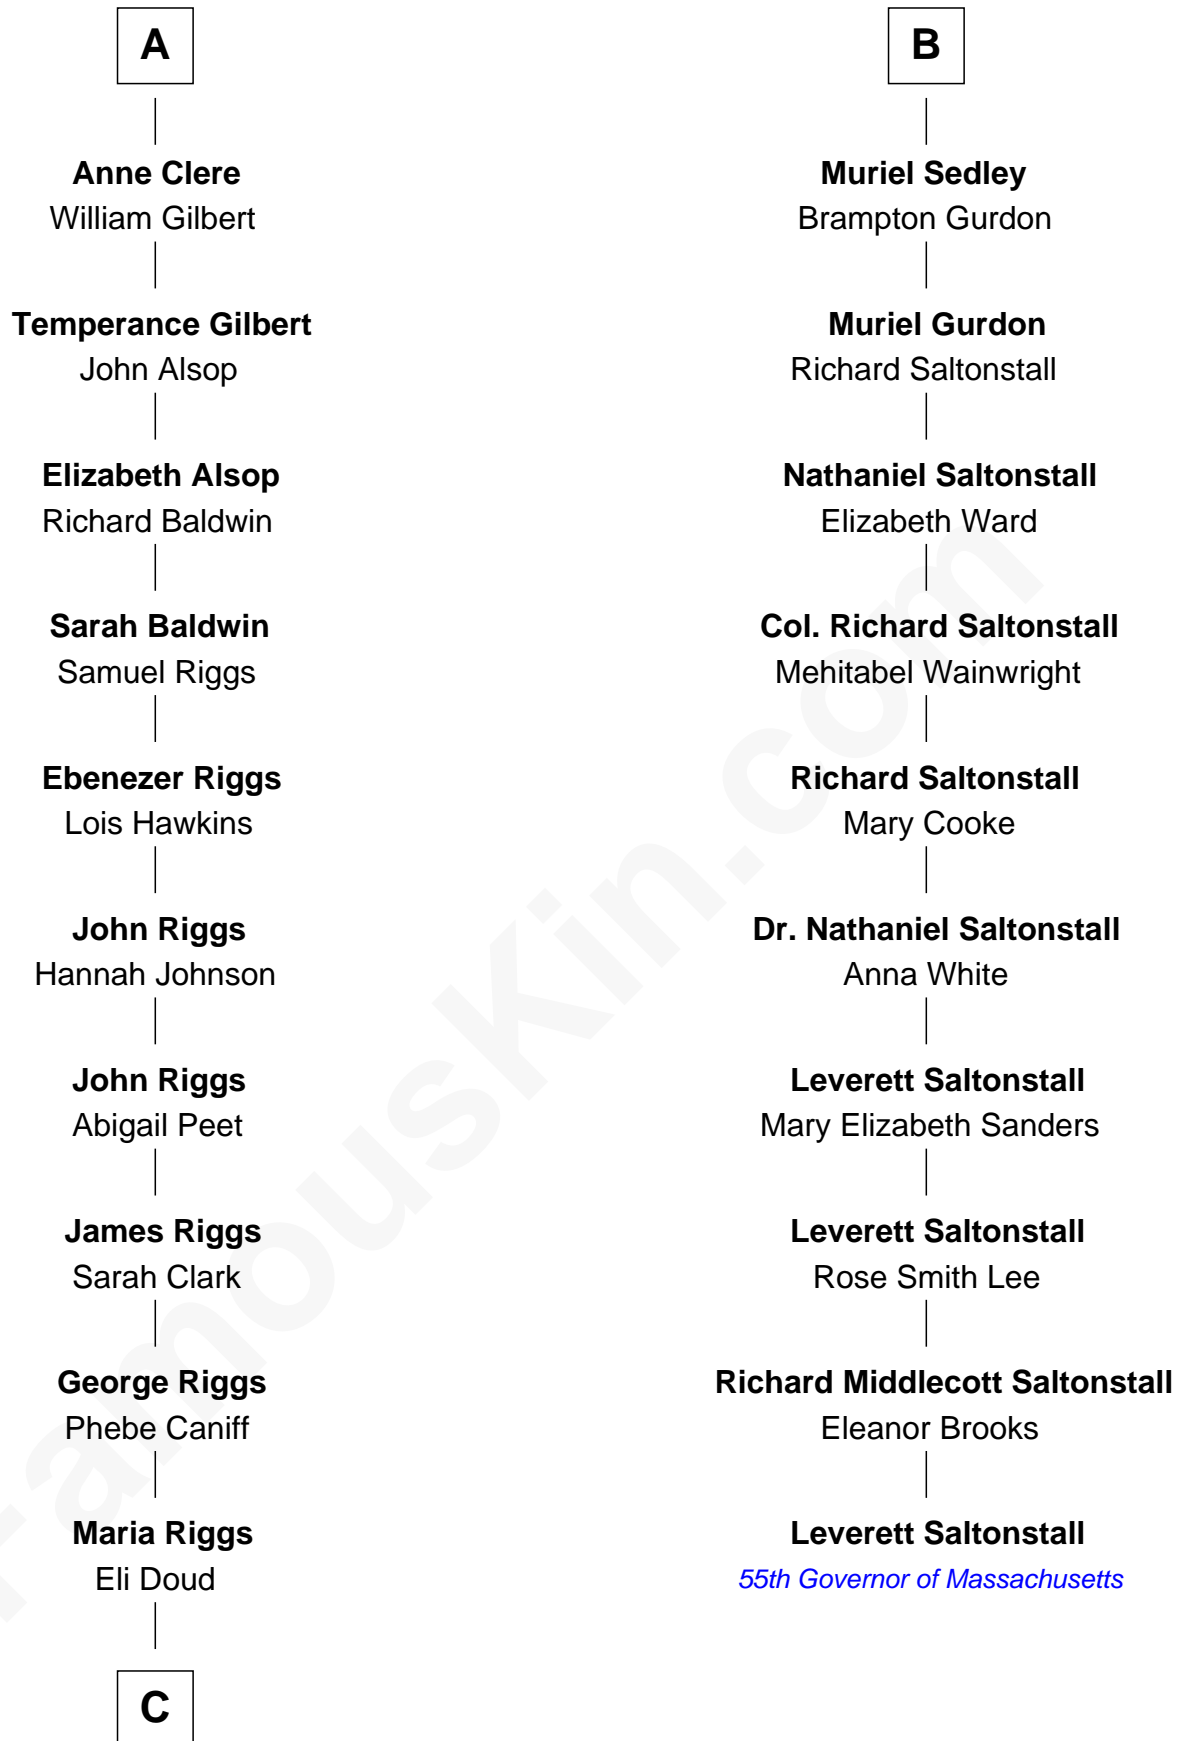 A
Anne Clere
William Gilbert
Temperance Gilbert
John Alsop
Elizabeth Alsop
Richard Baldwin
Sarah Baldwin
Samuel Riggs
Ebenezer Riggs
Lois Hawkins
John Riggs
Hannah Johnson
John Riggs
Abigail Peet
James Riggs
Sarah Clark
George Riggs
Phebe Caniff
Maria Riggs
Eli Doud
C
B
Muriel Sedley
Brampton Gurdon
Muriel Gurdon
Richard Saltonstall
Nathaniel Saltonstall
Elizabeth Ward
Col. Richard Saltonstall
Mehitabel Wainwright
Richard Saltonstall
Mary Cooke
Dr. Nathaniel Saltonstall
Anna White
Leverett Saltonstall
Mary Elizabeth Sanders
Leverett Saltonstall
Rose Smith Lee
Richard Middlecott Saltonstall
Eleanor Brooks
Leverett Saltonstall
55th Governor of Massachusetts
FamousKin.com